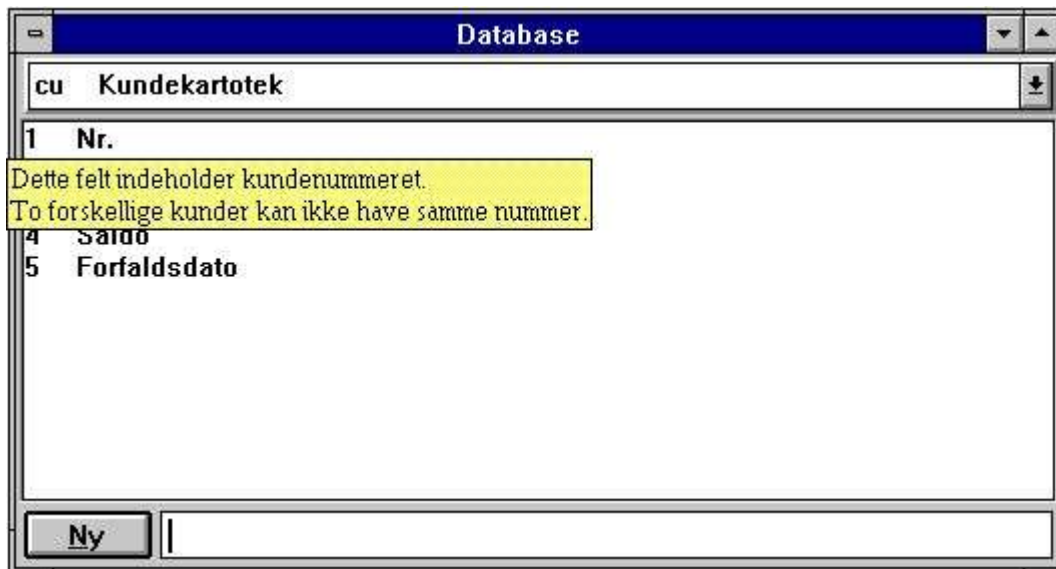 Database
cu Kundekartotek
1 Nr.
Dette felt indeholder kundenummeret.
To forskellige kunder kan ikke have samme nummer.
4 Saldo
5 Forfaldsdato
Ny